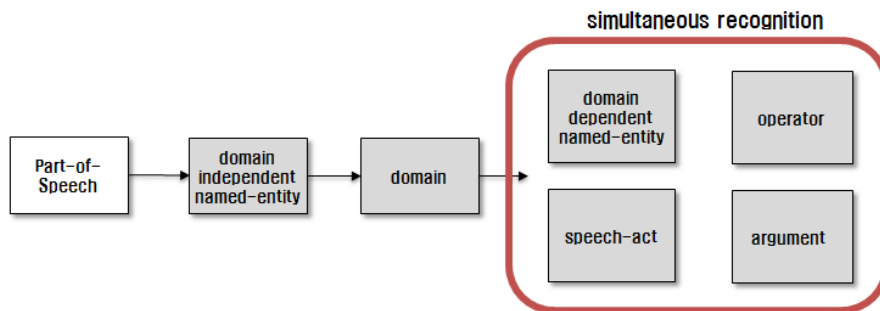 simultaneous recognition
Part-of-
Speech
domain
independent
named-entity
domain
domain
dependent
named-entity
operator
speech-act
argument